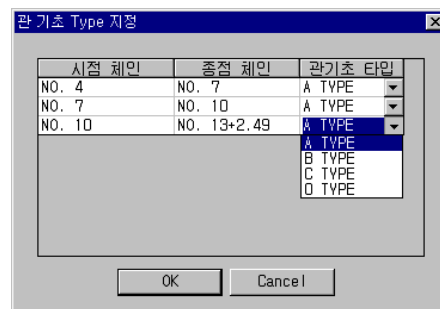 관 기초 Type 지정
시점 체인 종점 체인 관기초 타입
NO. 4 NO. 7 A TYPE
NO. 7 NO. 10 A TYPE
NO. 10 NO. 13+2.49 A TYPE
A TYPE
B TYPE
C TYPE
O TYPE
OK Cancel